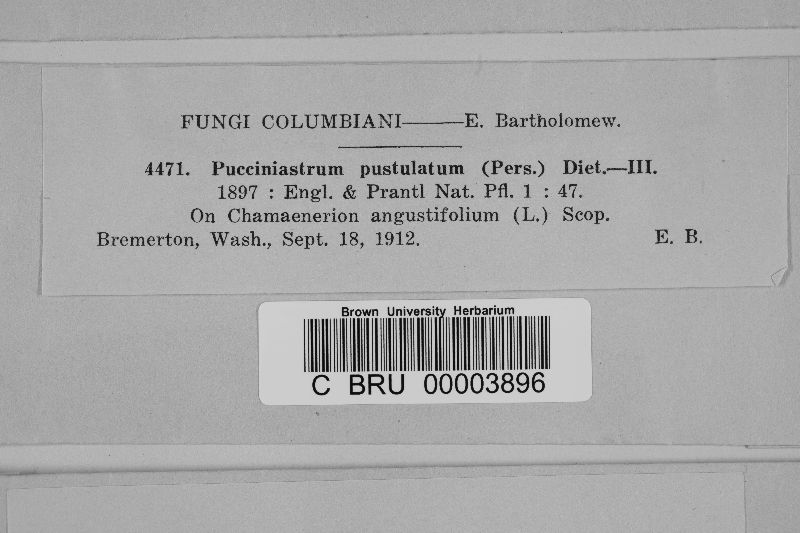 FUNGI COLUMBIANI——E. Bartholomew.
4471. Pucciniastrum pustulatum (Pers.) Diet.—III.
1897 : Engl. & Prantl Nat. Pfl. 1 : 47.
On Chamaenerion angustifolium (L.) Scop.
Bremerton, Wash., Sept. 18, 1912. E. B.
Brown University Herbarium
C BRU 00003896